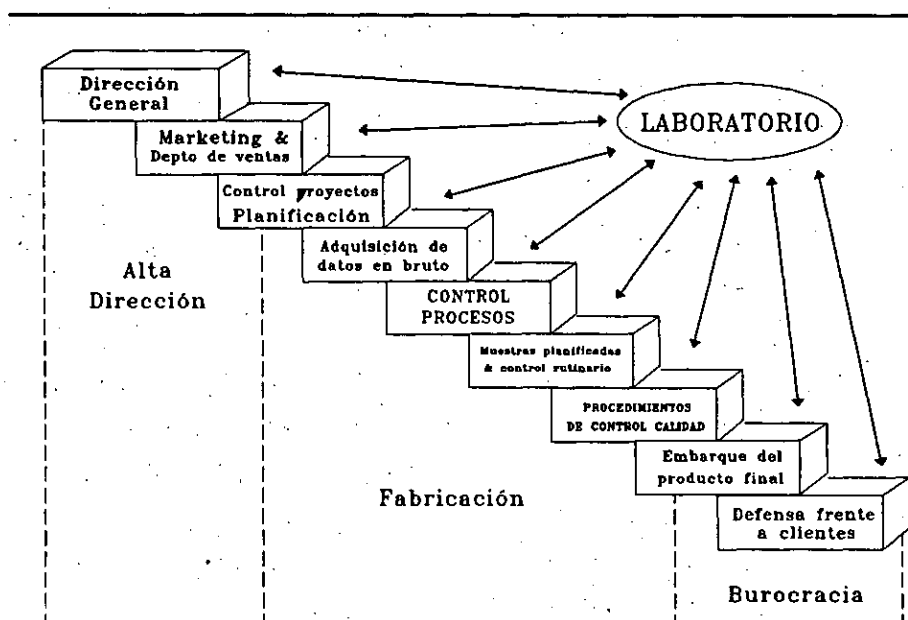 Dirección
General
LABORATORIO
Marketing &
Depto de ventas
Control proyectos
Planificación
Adquisición de
datos en bruto
Alta
Dirección
CONTROL
PROCESOS
Muestras planificadas
& control rutinario
PROCEDIMIENTOS
DE CONTROL CALIDAD
Embarque del
producto final
Fabricación
Defensa frente
a clientes
Burocracia